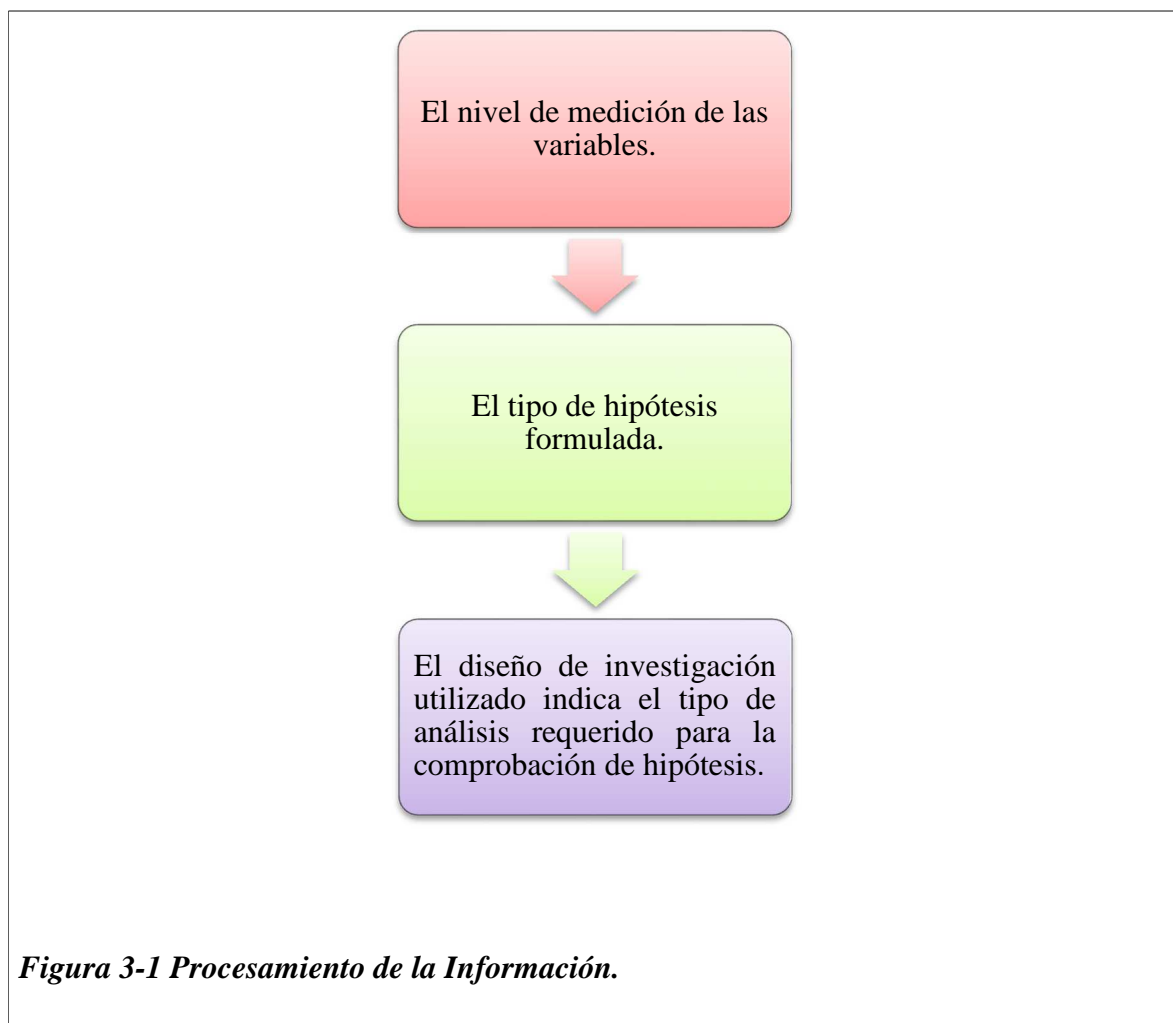 El nivel de medición de las
variables.
El tipo de hipótesis
formulada.
El diseño de investigación
utilizado indica el tipo de
análisis requerido para la
comprobación de hipótesis.
Figura 3-1 Procesamiento de la Información.